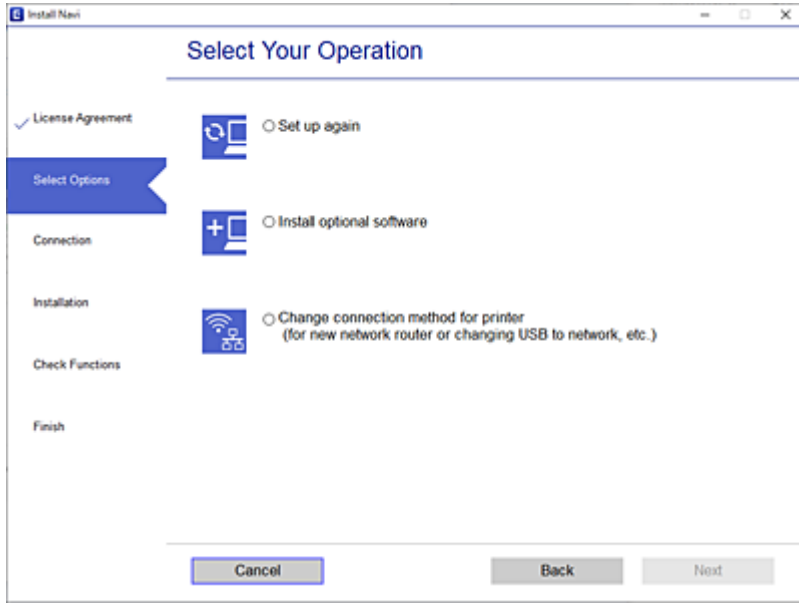 Install Navi
Select Your Operation
License Agreement
Select Options
Connection
Installation
Check Functions
Finish
Set up again
Install optional software
Change connection method for printer
(for new network router or changing USB to network, etc.)
Cancel
Back
Next